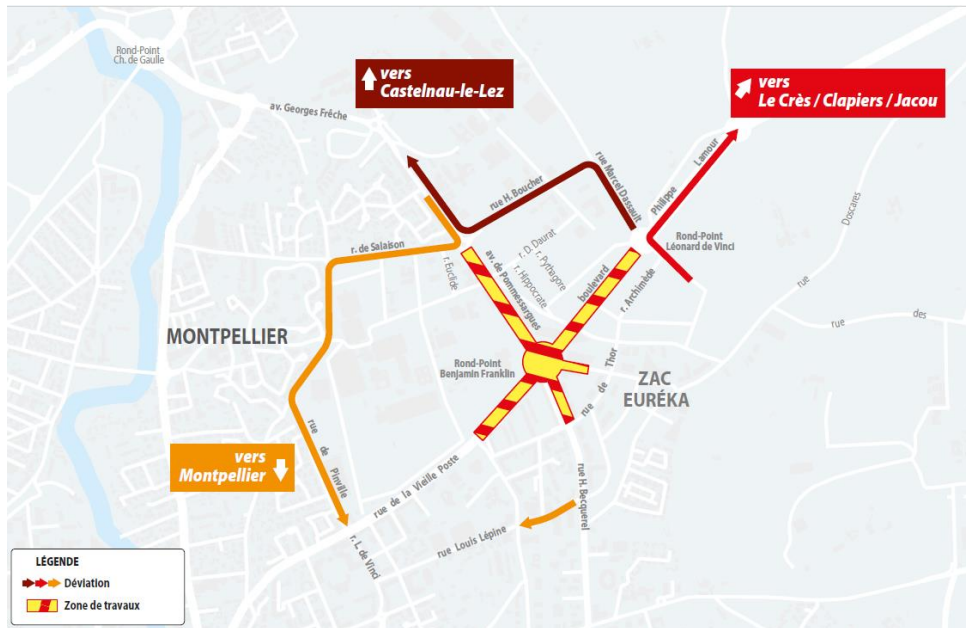 Rond-Point
Ch. de Gaulle
vers
Castelnau-le-Lez
vers
Le Crès / Clapiers / Jacou
av. Georges Frêche
rue H. Boucher
rue Marcel Dassault
Philippe Lamour
Doscares
rue
des
rue
Rond-Point
Léonard de Vinci
r. de Salaison
r. Euclide
av. de Pommessargues
r. D. Daurat
r. Pythagore
r. Hippocrate
boulevard
r. Archimède
MONTPELLIER
Rond-Point
Benjamin Franklin
rue de Thor
ZAC
EURÉKA
vers
Montpellier
rue de Pinville
rue de la Vieille Poste
rue H. Becquerel
rue Louis Lépine
r. L. de Vinci
LÉGENDE
Déviation
Zone de travaux